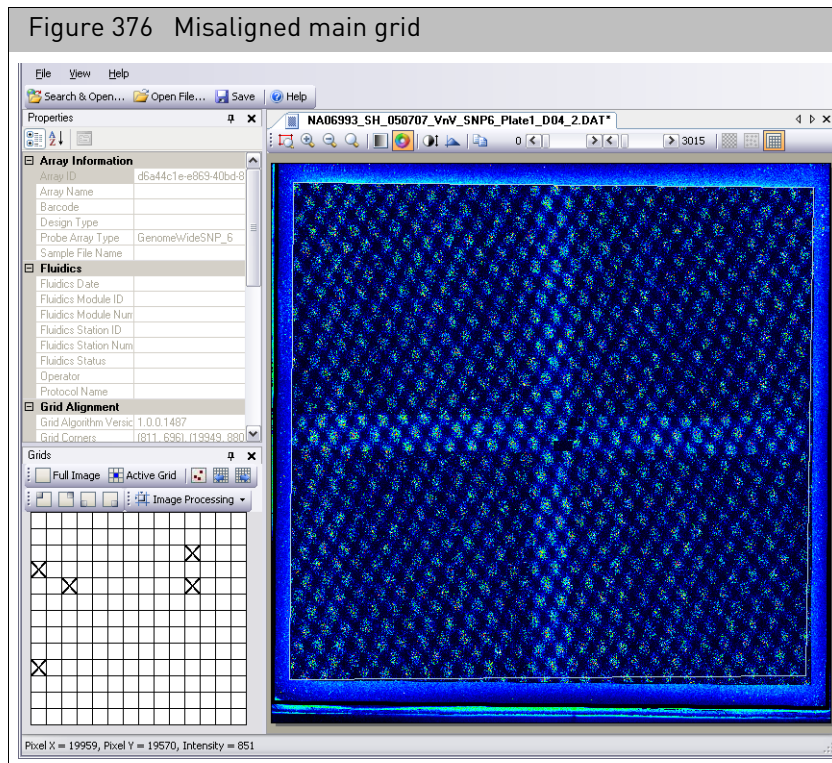 Figure 376 Misaligned main grid
File View Help
Search & Open... Open File... Save Help
Properties
NA06993_SH_050707_VnV_SNP6_Plate1_D04_2.DAT*
0 3015
Array Information
Array ID d6a44c1e-e869-40bd-8
Array Name
Barcode
Design Type
Probe Array Type GenomeWideSNP_6
Sample File Name
Fluidics
Fluidics Date
Fluidics Module ID
Fluidics Module Nun
Fluidics Station ID
Fluidics Station Num
Fluidics Status
Operator
Protocol Name
Grid Alignment
Grid Algorithm Versic 1.0.0.1487
Grid Corners (811, 696), (19949, 880
Grids
Full Image Active Grid
Image Processing
Pixel X = 19959, Pixel Y = 19570, Intensity = 851